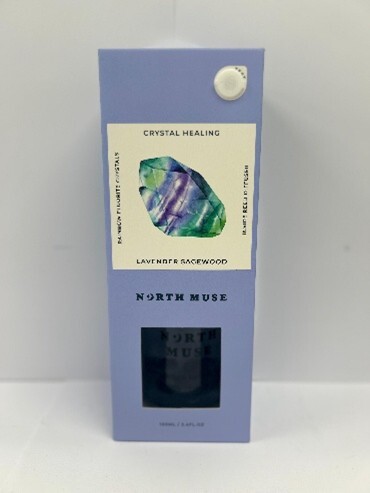 CRYSTAL HEALING
RAINBOW FLUORITE CRYSTALS
LAVENDER SAGEWOOD
NORTH MUSE
NORTH
MUSE